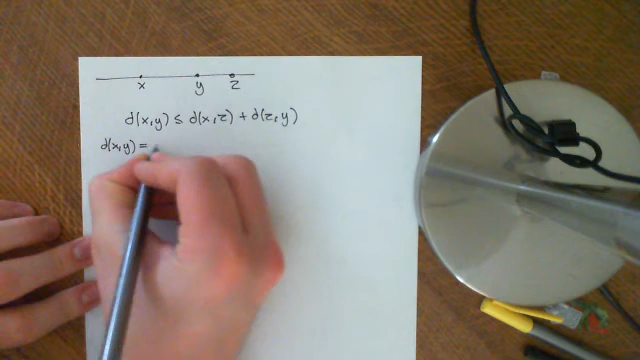 x y z
d(x,y) ≤ d(x,z) + d(z,y)
d(x,y) =